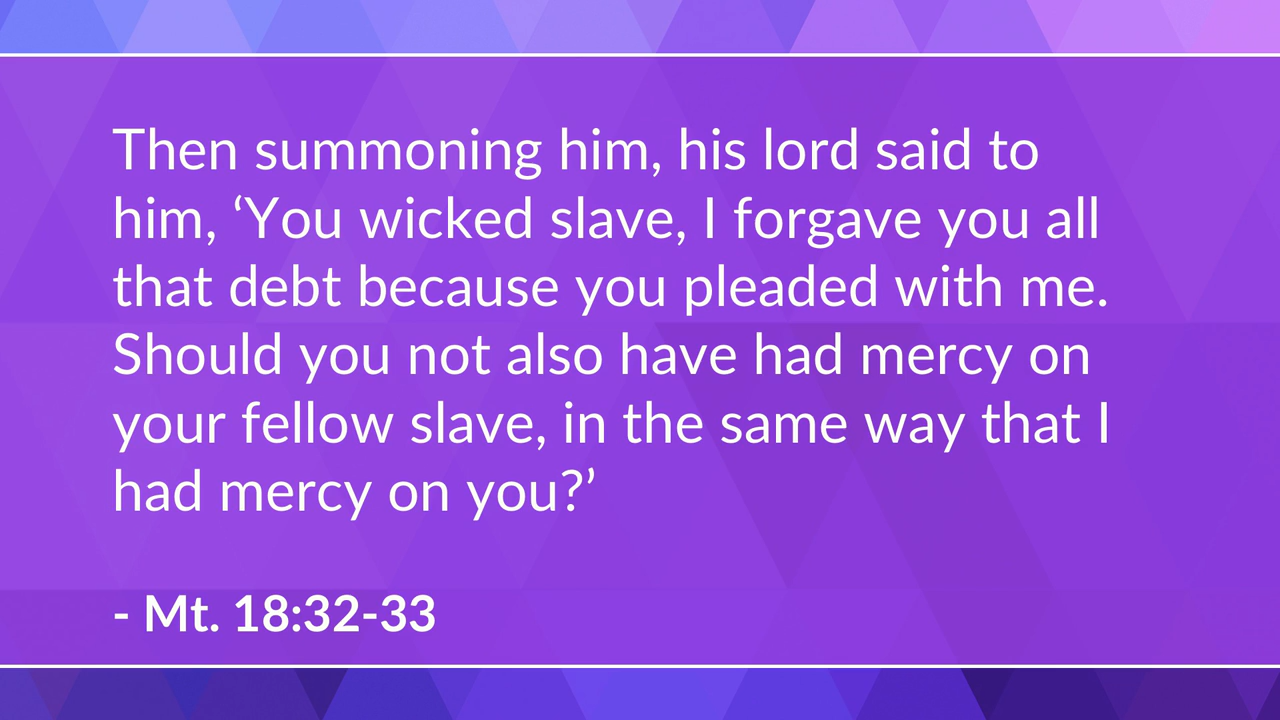 Then summoning him, his lord said to
him, ‘You wicked slave, I forgave you all
that debt because you pleaded with me.
Should you not also have had mercy on
your fellow slave, in the same way that I
had mercy on you?’
- Mt. 18:32-33